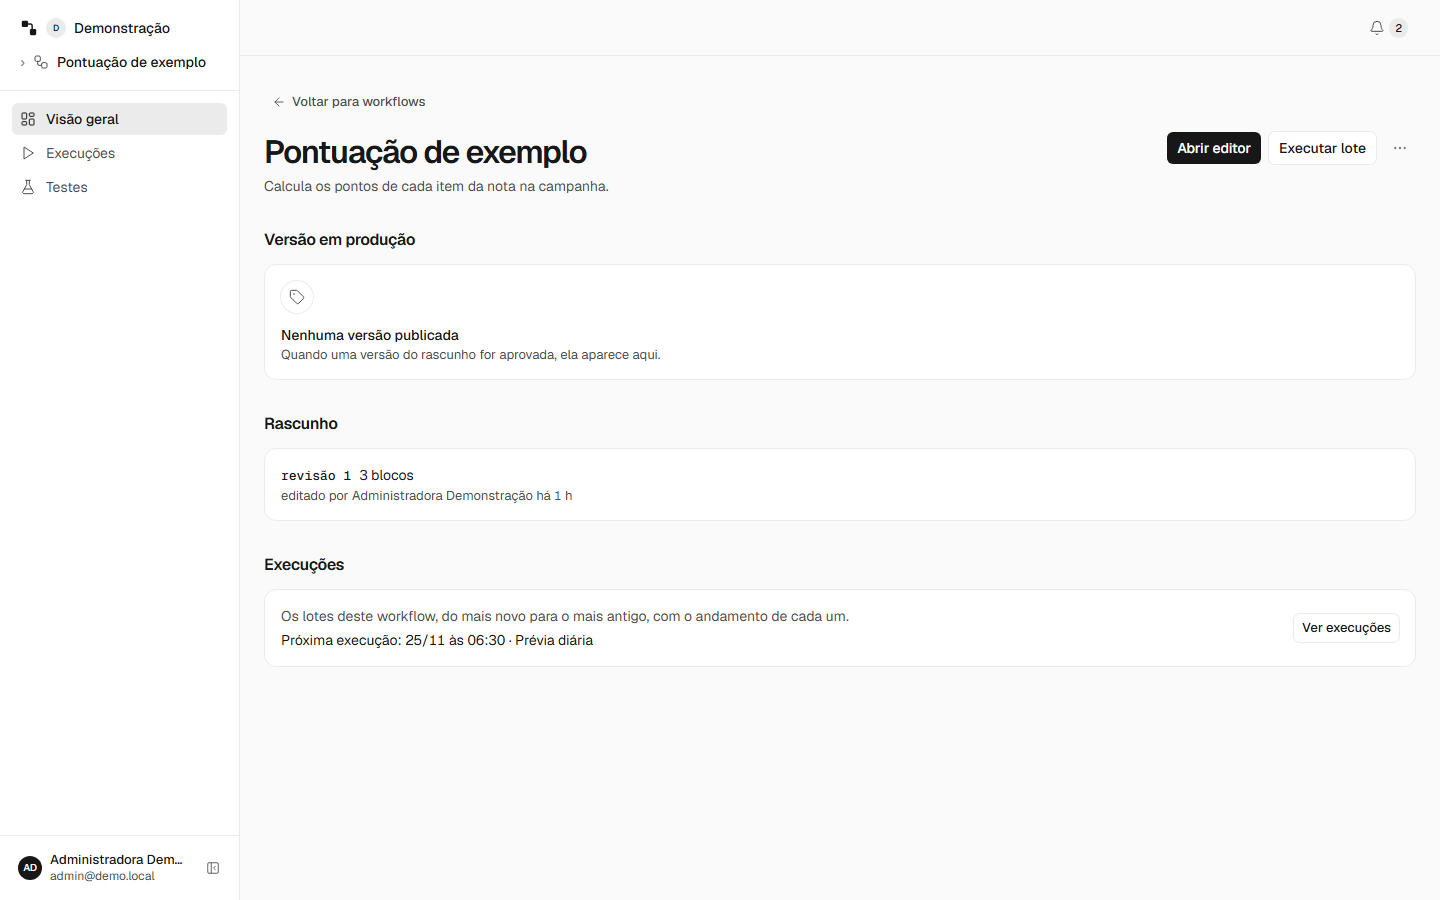 D Demonstração
Pontuação de exemplo
Visão geral
Execuções
Testes
AD
Administradora Dem...
admin@demo.local
2
Voltar para workflows
Pontuação de exemplo
Calcula os pontos de cada item da nota na campanha.
Abrir editor
Executar lote
Versão em produção
Nenhuma versão publicada
Quando uma versão do rascunho for aprovada, ela aparece aqui.
Rascunho
revisão 1 3 blocos
editado por Administradora Demonstração há 1 h
Execuções
Os lotes deste workflow, do mais novo para o mais antigo, com o andamento de cada um.
Próxima execução: 25/11 às 06:30 · Prévia diária
Ver execuções